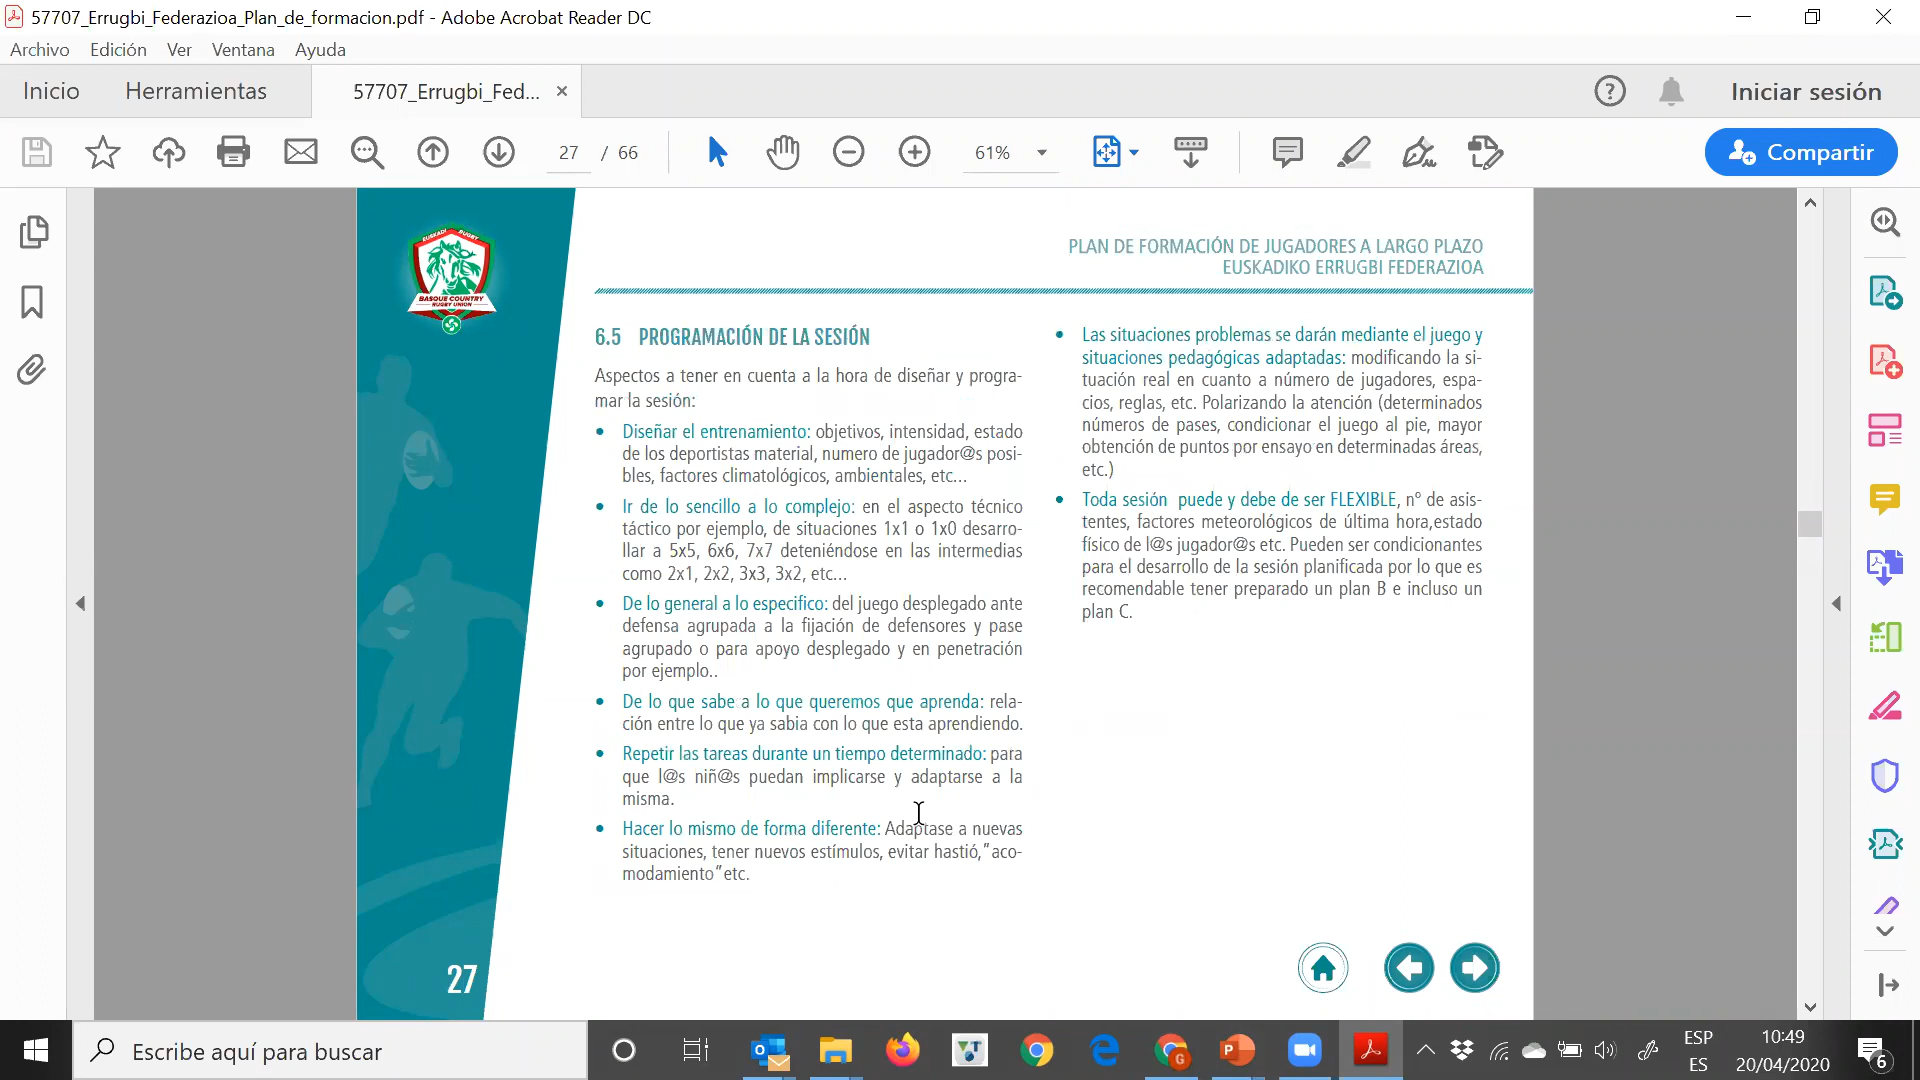 57707_Errugbi_Federazioa_Plan_de_formacion.pdf - Adobe Acrobat Reader DC
Archivo Edición Ver Ventana Ayuda
Inicio Herramientas 57707_Errugbi_Fed... Iniciar sesión
27 / 66 61% Compartir
EUSKADI RUGBY
BASQUE COUNTRY
RUGBY UNION
PLAN DE FORMACIÓN DE JUGADORES A LARGO PLAZO
EUSKADIKO ERRUGBI FEDERAZIOA
6.5 PROGRAMACIÓN DE LA SESIÓN
Aspectos a tener en cuenta a la hora de diseñar y progra-
mar la sesión:
• Diseñar el entrenamiento: objetivos, intensidad, estado
de los deportistas material, numero de jugador@s posi-
bles, factores climatológicos, ambientales, etc...
• Ir de lo sencillo a lo complejo: en el aspecto técnico
táctico por ejemplo, de situaciones 1x1 o 1x0 desarro-
llar a 5x5, 6x6, 7x7 deteniéndose en las intermedias
como 2x1, 2x2, 3x3, 3x2, etc...
• De lo general a lo especifico: del juego desplegado ante
defensa agrupada a la fijación de defensores y pase
agrupado o para apoyo desplegado y en penetración
por ejemplo..
• De lo que sabe a lo que queremos que aprenda: rela-
ción entre lo que ya sabia con lo que esta aprendiendo.
• Repetir las tareas durante un tiempo determinado: para
que l@s niñ@s puedan implicarse y adaptarse a la
misma.
• Hacer lo mismo de forma diferente: Adaptase a nuevas
situaciones, tener nuevos estímulos, evitar hastió,"aco-
modamiento"etc.
• Las situaciones problemas se darán mediante el juego y
situaciones pedagógicas adaptadas: modificando la si-
tuación real en cuanto a número de jugadores, espa-
cios, reglas, etc. Polarizando la atención (determinados
números de pases, condicionar el juego al pie, mayor
obtención de puntos por ensayo en determinadas áreas,
etc.)
• Toda sesión puede y debe de ser FLEXIBLE, nº de asis-
tentes, factores meteorológicos de última hora,estado
físico de l@s jugador@s etc. Pueden ser condicionantes
para el desarrollo de la sesión planificada por lo que es
recomendable tener preparado un plan B e incluso un
plan C.
27
Escribe aquí para buscar
ESP
ES
10:49
20/04/2020
6